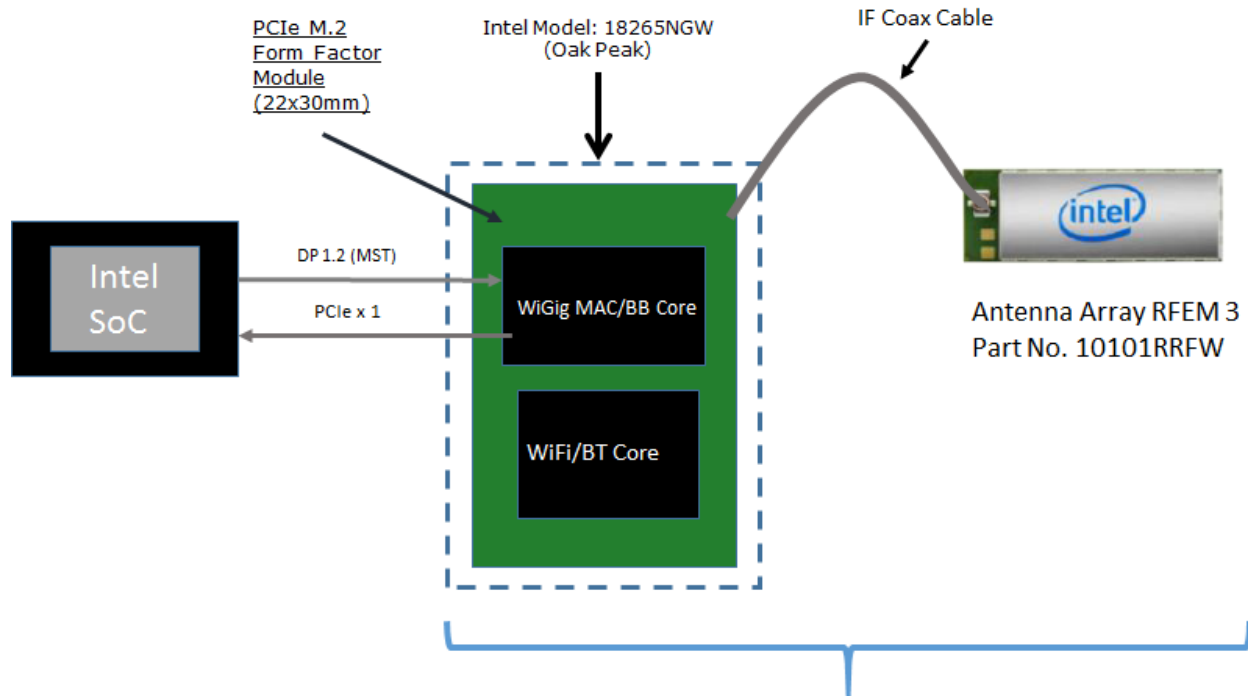 PCIe M.2
Form Factor
Module
(22x30mm)
Intel Model: 18265NGW
(Oak Peak)
IF Coax Cable
Intel
SoC
DP 1.2 (MST)
PCIe x 1
WiGig MAC/BB Core
WiFi/BT Core
intel
Antenna Array RFEM 3
Part No. 10101RRFW